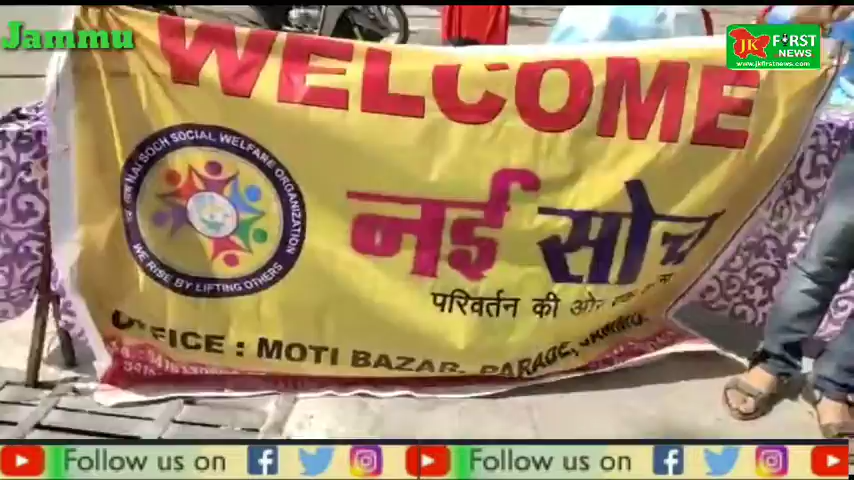 Jammu
JK FIRST
NEWS
www.jkfirstnews.com
WELCOME
NAI SOCH SOCIAL WELFARE ORGANIZATION
WE RISE BY LIFTING OTHERS
नई सोच
परिवर्तन की ओर एक
OFFICE : MOTI BAZAR, PARADE, JAMMU
Follow us on
Follow us on